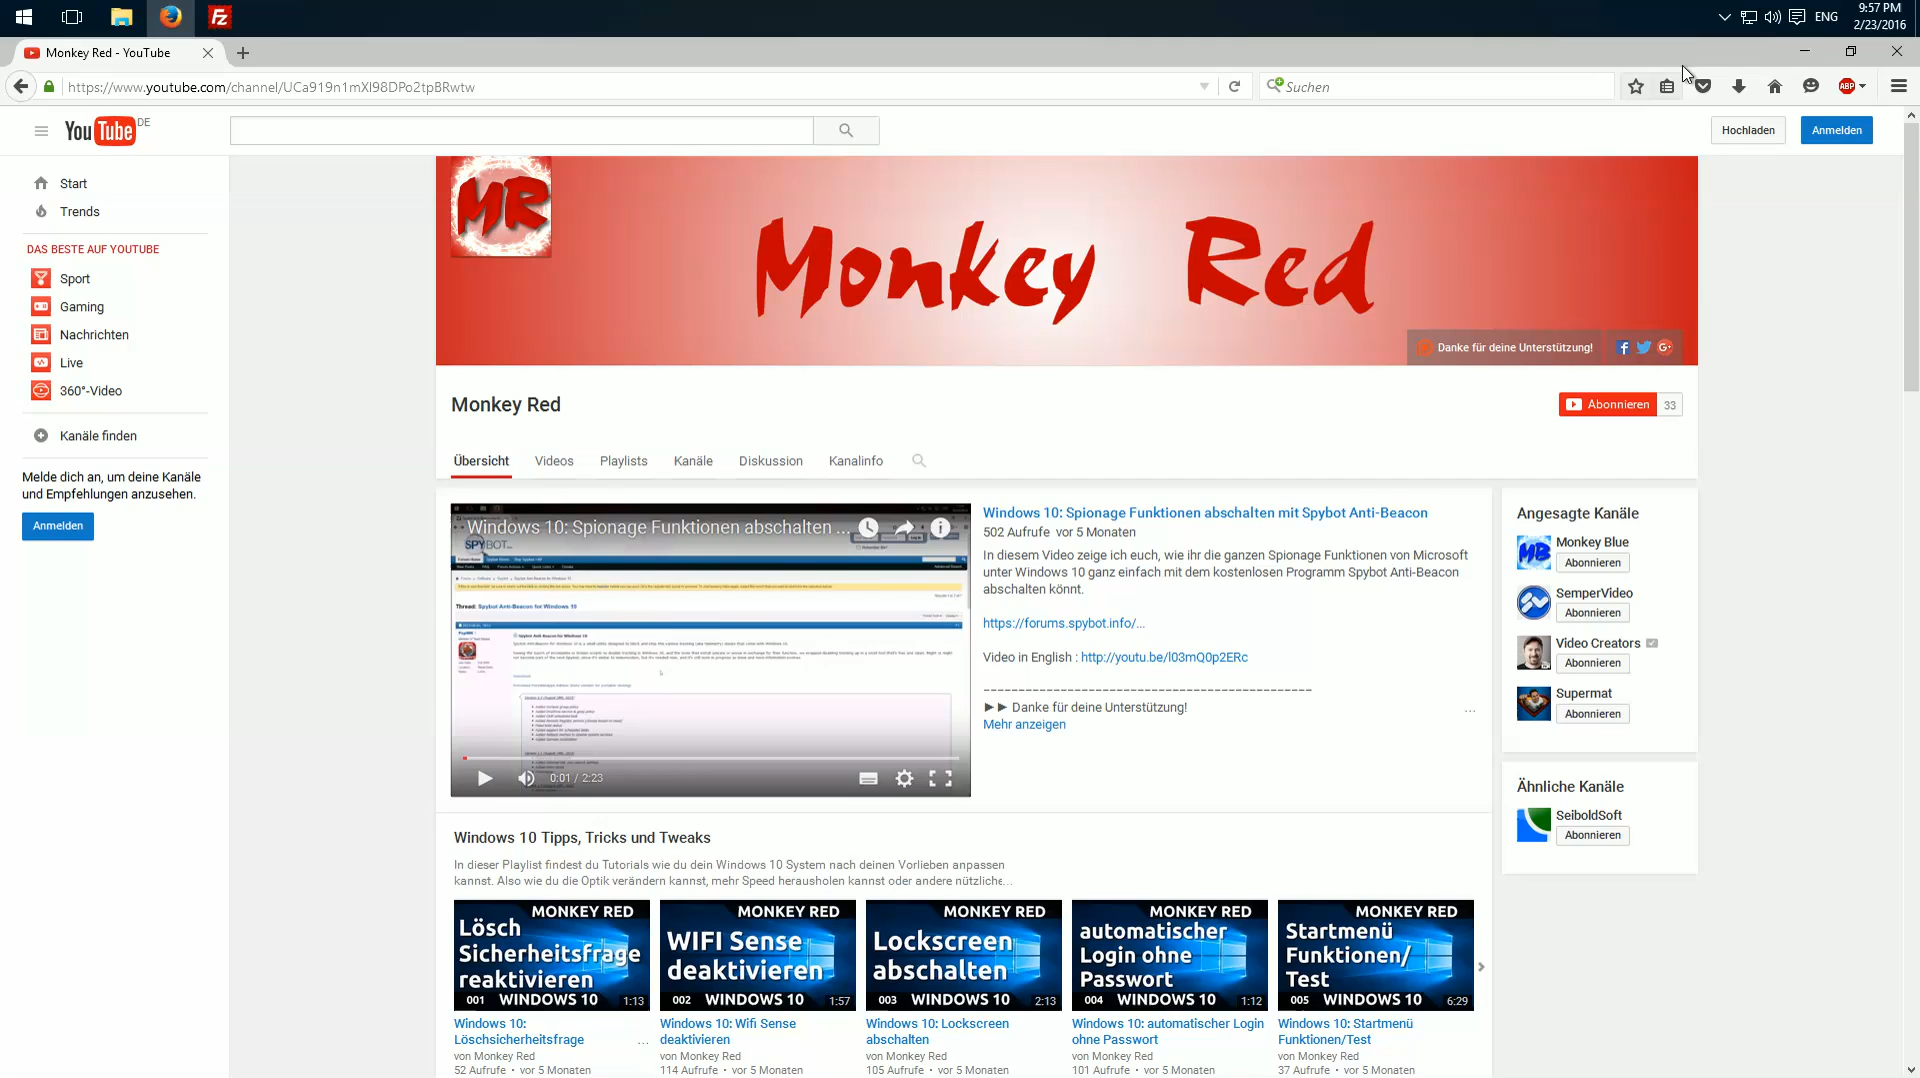 9:57 PM
ENG
2/23/2016
Monkey Red - YouTube
https://www.youtube.com/channel/UCa919n1mXl98DPo2tpBRwtw
Suchen
ABP
YouTube DE
Hochladen
Anmelden
Start
Trends
DAS BESTE AUF YOUTUBE
Sport
Gaming
Nachrichten
Live
360°-Video
Kanäle finden
Melde dich an, um deine Kanäle
und Empfehlungen anzusehen.
Anmelden
MR
Monkey Red
Danke für deine Unterstützung!
Monkey Red
Abonnieren 33
Übersicht Videos Playlists Kanäle Diskussion Kanalinfo
Windows 10: Spionage Funktionen abschalten ...
SPYBOT
Thread: Spybot Anti-Beacon for Windows 10
0:01 / 2:23
Windows 10: Spionage Funktionen abschalten mit Spybot Anti-Beacon
502 Aufrufe vor 5 Monaten
In diesem Video zeige ich euch, wie ihr die ganzen Spionage Funktionen von Microsoft
unter Windows 10 ganz einfach mit dem kostenlosen Programm Spybot Anti-Beacon
abschalten könnt.
https://forums.spybot.info/...
Video in English : http://youtu.be/l03mQ0p2ERc
_______________________________________________
►► Danke für deine Unterstützung! ...
Mehr anzeigen
Angesagte Kanäle
MB
Monkey Blue
Abonnieren
SemperVideo
Abonnieren
Video Creators
Abonnieren
Supermat
Abonnieren
Ähnliche Kanäle
SeiboldSoft
Abonnieren
Windows 10 Tipps, Tricks und Tweaks
In dieser Playlist findest du Tutorials wie du dein Windows 10 System nach deinen Vorlieben anpassen
kannst. Also wie du die Optik verändern kannst, mehr Speed herausholen kannst oder andere nützliche...
MONKEY RED
Lösch
Sicherheitsfrage
reaktivieren
001 WINDOWS 10 1:13
Windows 10:
Löschsicherheitsfrage ...
von Monkey Red
52 Aufrufe • vor 5 Monaten
MONKEY RED
WIFI Sense
deaktivieren
002 WINDOWS 10 1:57
Windows 10: Wifi Sense
deaktivieren
von Monkey Red
114 Aufrufe • vor 5 Monaten
MONKEY RED
Lockscreen
abschalten
003 WINDOWS 10 2:13
Windows 10: Lockscreen
abschalten
von Monkey Red
105 Aufrufe • vor 5 Monaten
MONKEY RED
automatischer
Login ohne
Passwort
004 WINDOWS 10 1:12
Windows 10: automatischer Login
ohne Passwort
von Monkey Red
101 Aufrufe • vor 5 Monaten
MONKEY RED
Startmenü
Funktionen/
Test
005 WINDOWS 10 6:29
Windows 10: Startmenü
Funktionen/Test
von Monkey Red
37 Aufrufe • vor 5 Monaten